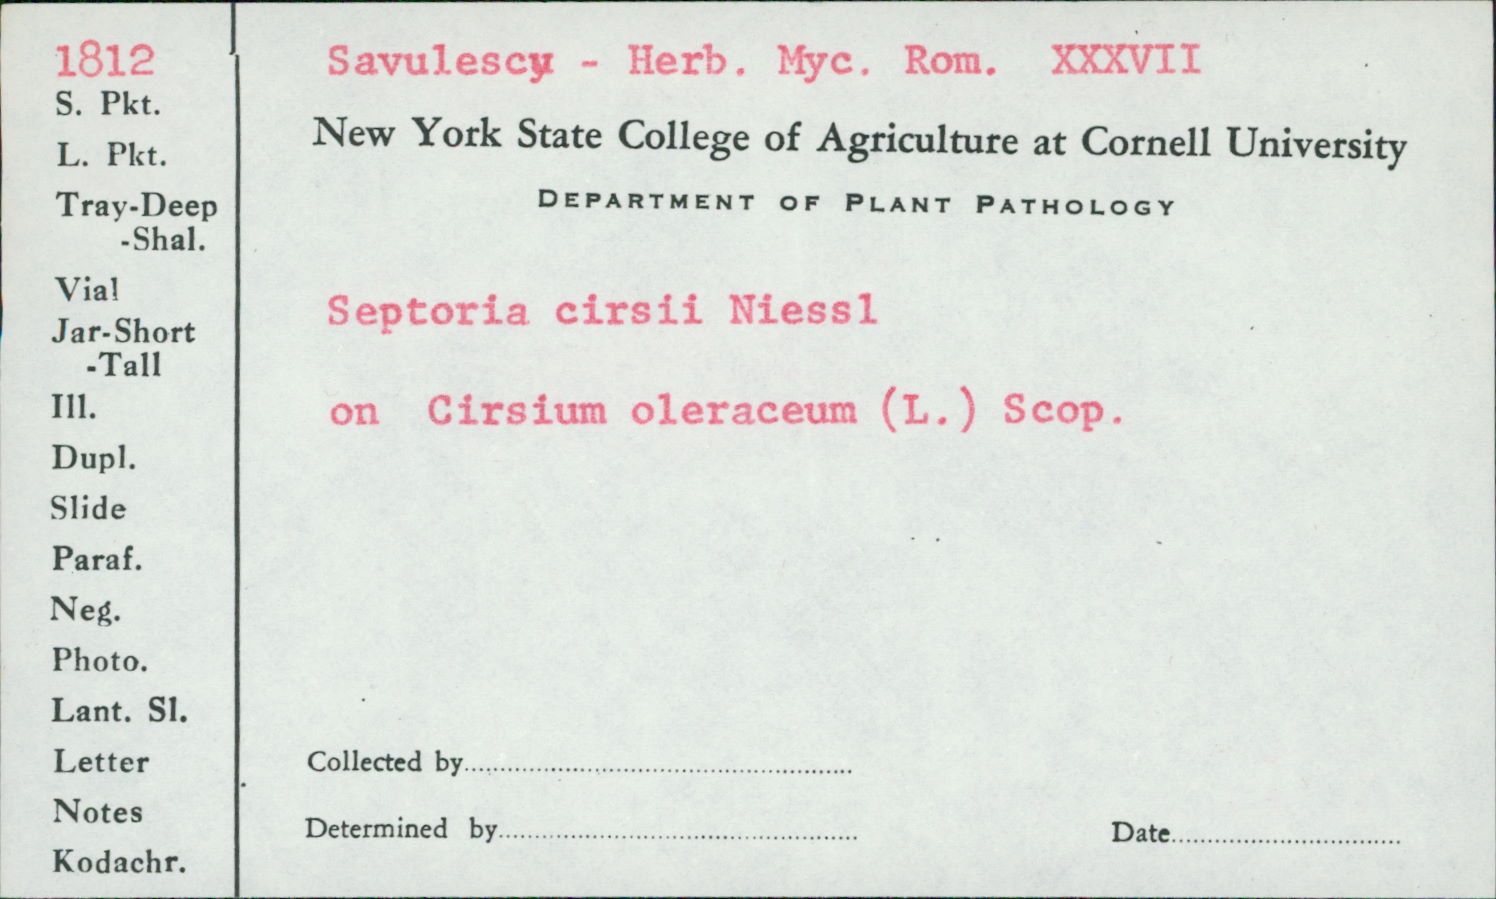 1812
S. Pkt.
L. Pkt.
Tray-Deep
-Shal.
Vial
Jar-Short
-Tall
Ill.
Dupl.
Slide
Paraf.
Neg.
Photo.
Lant. Sl.
Letter
Notes
Kodachr.
Savulescu - Herb. Myc. Rom. XXXVII
New York State College of Agriculture at Cornell University
DEPARTMENT OF PLANT PATHOLOGY
Septoria cirsii Niessl
on Cirsium oleraceum (L.) Scop.
Collected by
Determined by
Date